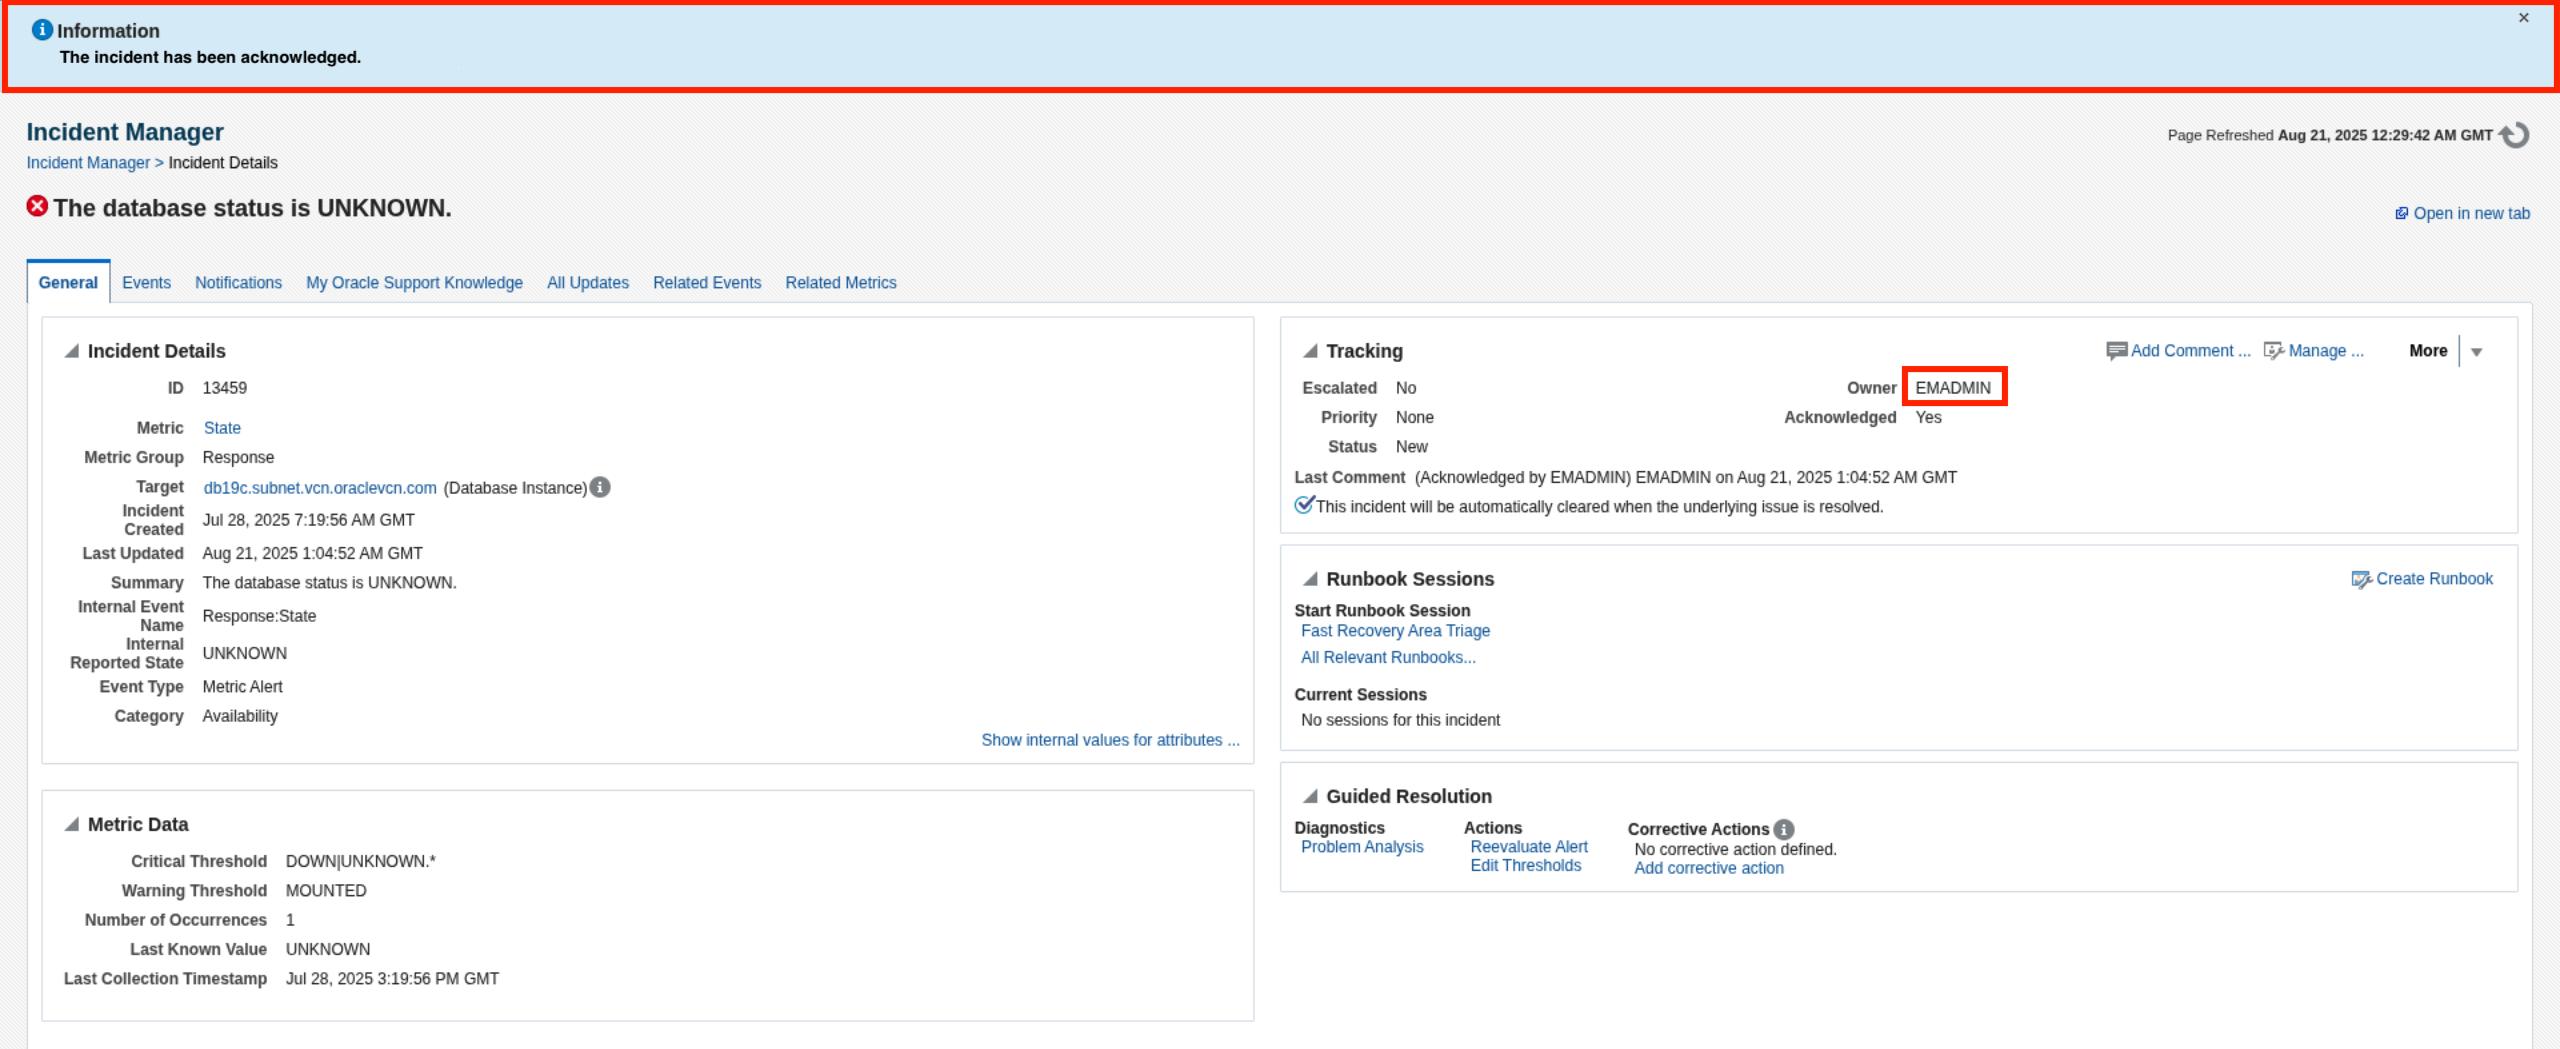 Information
×
The incident has been acknowledged.
Incident Manager
Page Refreshed Aug 21, 2025 12:29:42 AM GMT
Incident Manager > Incident Details
The database status is UNKNOWN.
Open in new tab
General Events Notifications My Oracle Support Knowledge All Updates Related Events Related Metrics
Incident Details
ID 13459
Metric State
Metric Group Response
Target db19c.subnet.vcn.oraclevcn.com (Database Instance)
Incident
Created Jul 28, 2025 7:19:56 AM GMT
Last Updated Aug 21, 2025 1:04:52 AM GMT
Summary The database status is UNKNOWN.
Internal Event
Name Response:State
Internal
Reported State UNKNOWN
Event Type Metric Alert
Category Availability
Show internal values for attributes ...
Metric Data
Critical Threshold DOWN|UNKNOWN.*
Warning Threshold MOUNTED
Number of Occurrences 1
Last Known Value UNKNOWN
Last Collection Timestamp Jul 28, 2025 3:19:56 PM GMT
Tracking Add Comment ... Manage ... More
Escalated No Owner EMADMIN
Priority None Acknowledged Yes
Status New
Last Comment (Acknowledged by EMADMIN) EMADMIN on Aug 21, 2025 1:04:52 AM GMT
This incident will be automatically cleared when the underlying issue is resolved.
Runbook Sessions Create Runbook
Start Runbook Session
Fast Recovery Area Triage
All Relevant Runbooks...
Current Sessions
No sessions for this incident
Guided Resolution
Diagnostics Actions Corrective Actions
Problem Analysis Reevaluate Alert No corrective action defined.
Edit Thresholds Add corrective action